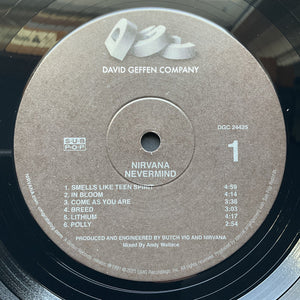 DAVID GEFFEN COMPANY
DGC 24425
SUB
POP
NIRVANA
NEVERMIND
1
1. SMELLS LIKE TEEN SPIRIT 4:59
2. IN BLOOM 4:14
3. COME AS YOU ARE 3:38
4. BREED 3:03
5. LITHIUM 4:17
6. POLLY 2:54
PRODUCED AND ENGINEERED BY BUTCH VIG AND NIRVANA
Mixed By Andy Wallace